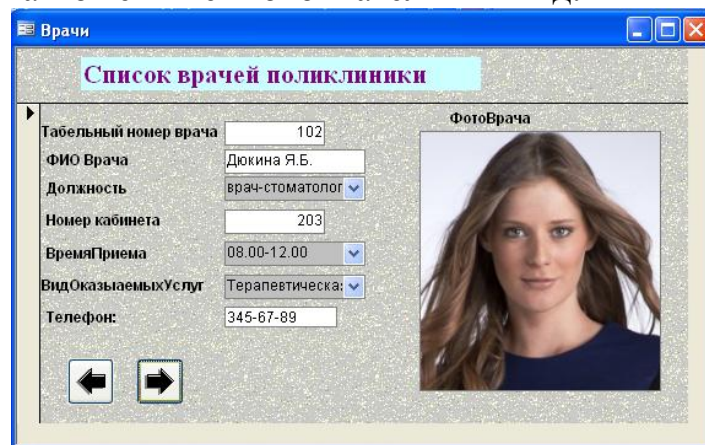 Врачи
Список врачей поликлиники
Табельный номер врача 102
ФИО Врача Дюкина Я.Б.
Должность врач-стоматолог
Номер кабинета 203
ВремяПриема 08.00-12.00
ВидОказыаемыхУслуг Терапевтическа
Телефон: 345-67-89
ФотоВрача